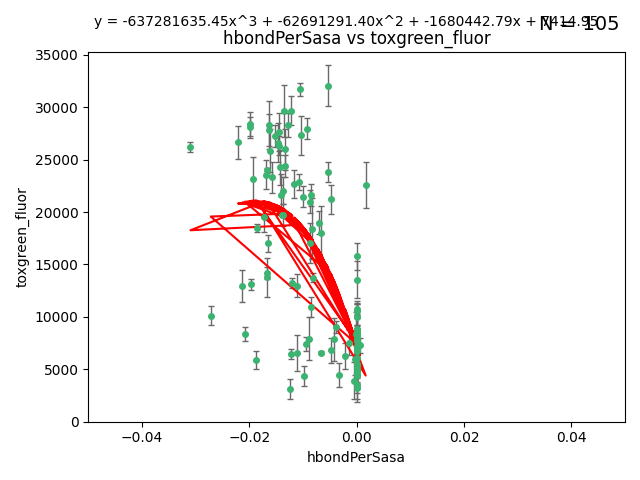 y = -637281635.45x^3 + -62691291.40x^2 + -1680442.79x + 7414.95
N = 105
hbondPerSasa vs toxgreen_fluor
35000
30000
25000
20000
15000
10000
5000
0
toxgreen_fluor
−0.04
−0.02
0.00
0.02
0.04
hbondPerSasa